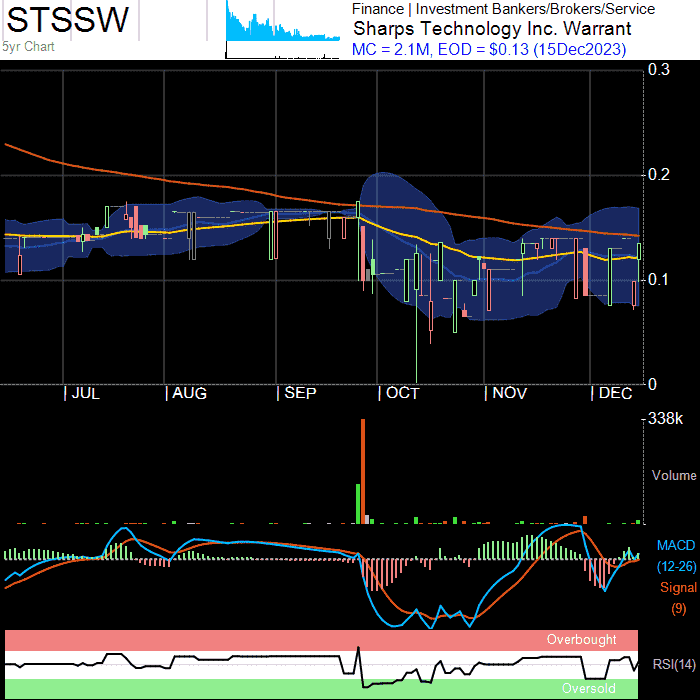 STSSW
5yr Chart
Finance | Investment Bankers/Brokers/Service
Sharps Technology Inc. Warrant
MC = 2.1M, EOD = $0.13 (15Dec2023)
0.3
0.2
0.1
0
| JUL | AUG | SEP | OCT | NOV | DEC
338k
Volume
MACD
(12-26)
Signal
(9)
Overbought
RSI(14)
Oversold